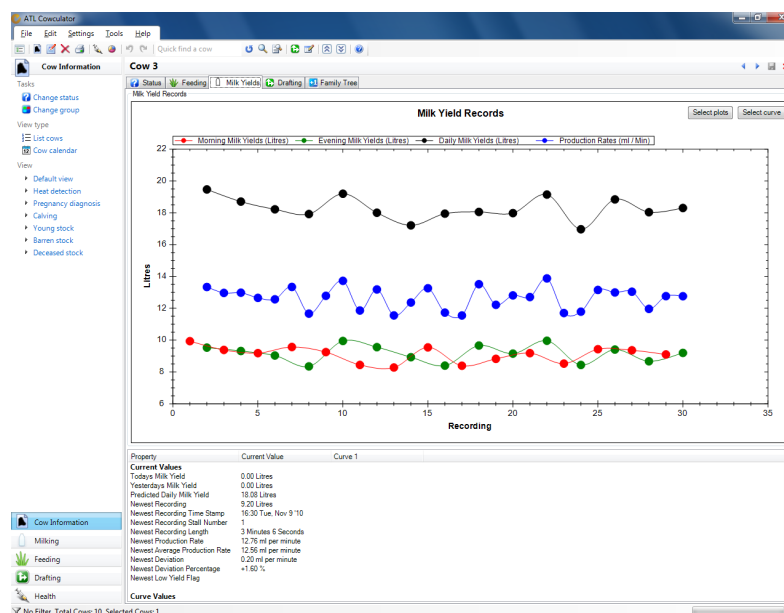 ATL Cowculator
File Edit Settings Tools Help
Quick find a cow
Cow Information
Cow 3
Tasks
Change status
Change group
View type
List cows
Cow calendar
View
Default view
Heat detection
Pregnancy diagnosis
Calving
Young stock
Barren stock
Deceased stock
Status Feeding Milk Yields Drafting Family Tree
Milk Yield Records
Milk Yield Records
Select plots Select curve
Morning Milk Yields (Litres) Evening Milk Yields (Litres) Daily Milk Yields (Litres) Production Rates (ml / Min)
22
20
18
16
14
12
10
8
6
Litres
0 5 10 15 20 25 30 35
Recording
Property Current Value Curve 1
Current Values
Todays Milk Yield 0.00 Litres
Yesterdays Milk Yield 0.00 Litres
Predicted Daily Milk Yield 18.08 Litres
Newest Recording 9.20 Litres
Newest Recording Time Stamp 16:30 Tue, Nov 9 '10
Newest Recording Stall Number 1
Newest Recording Length 3 Minutes 6 Seconds
Newest Production Rate 12.76 ml per minute
Newest Average Production Rate 12.56 ml per minute
Newest Deviation 0.20 ml per minute
Newest Deviation Percentage +1.60 %
Newest Low Yield Flag
Curve Values
Cow Information
Milking
Feeding
Drafting
Health
No Filter, Total Cows: 10, Selected Cows: 1